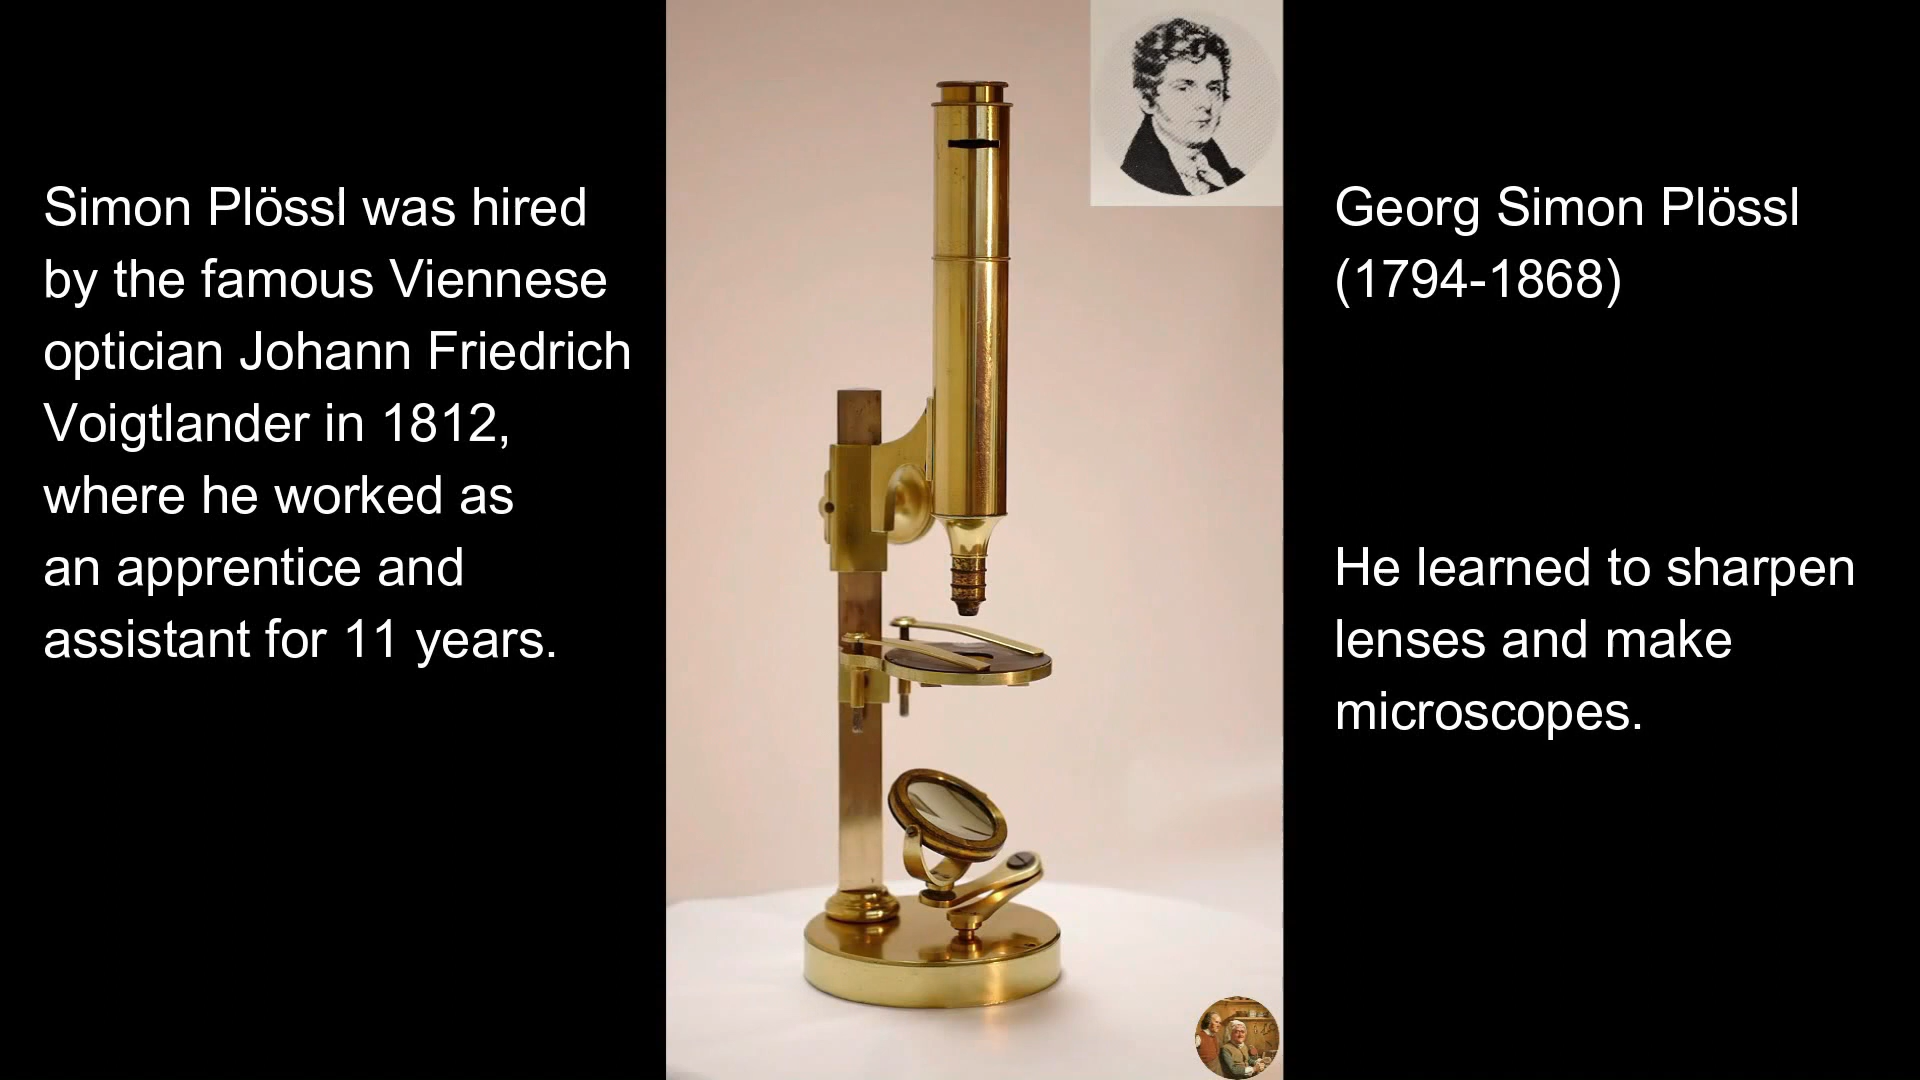 Simon Plössl was hired
by the famous Viennese
optician Johann Friedrich
Voigtlander in 1812,
where he worked as
an apprentice and
assistant for 11 years.
Georg Simon Plössl
(1794-1868)
He learned to sharpen
lenses and make
microscopes.